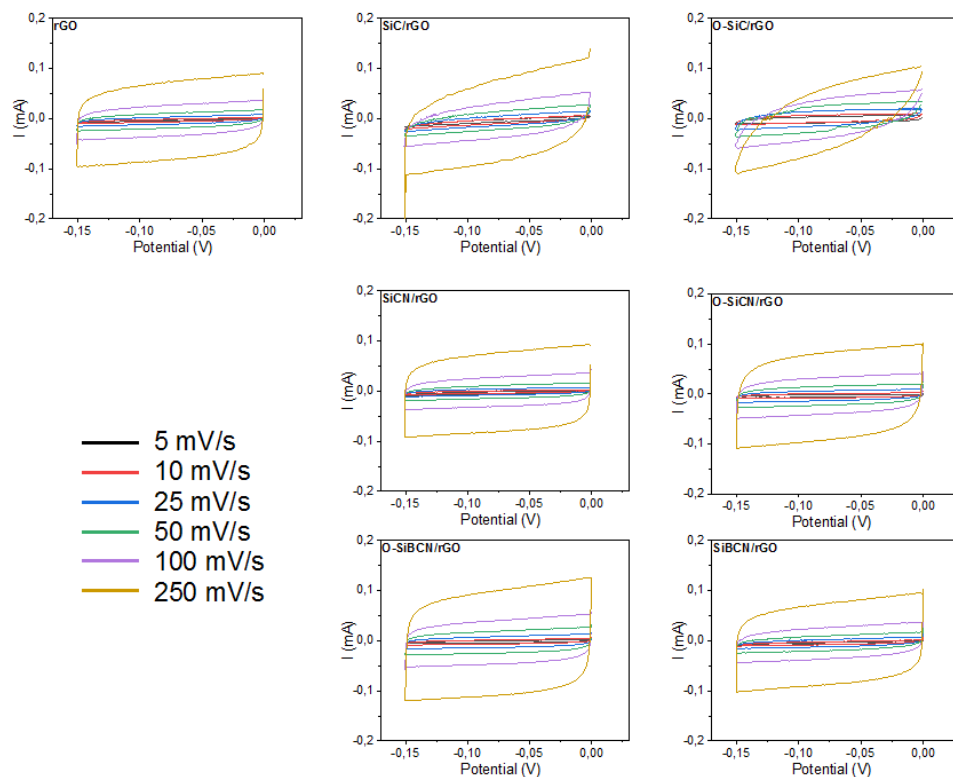 rGO
0,2
0,1
0,0
-0,1
-0,2
I (mA)
-0,15
-0,10
-0,05
0,00
Potential (V)
SiC/rGO
0,2
0,1
0,0
-0,1
-0,2
I (mA)
-0,15
-0,10
-0,05
0,00
Potential (V)
O-SiC/rGO
0,2
0,1
0,0
-0,1
-0,2
I (mA)
-0,15
-0,10
-0,05
0,00
Potential (V)
SiCN/rGO
0,2
0,1
0,0
-0,1
-0,2
I (mA)
-0,15
-0,10
-0,05
0,00
Potential (V)
O-SiCN/rGO
0,2
0,1
0,0
-0,1
-0,2
I (mA)
-0,15
-0,10
-0,05
0,00
Potential (V)
5 mV/s
10 mV/s
25 mV/s
50 mV/s
100 mV/s
250 mV/s
O-SiBCN/rGO
0,2
0,1
0,0
-0,1
-0,2
I (mA)
-0,15
-0,10
-0,05
0,00
Potential (V)
SiBCN/rGO
0,2
0,1
0,0
-0,1
-0,2
I (mA)
-0,15
-0,10
-0,05
0,00
Potential (V)